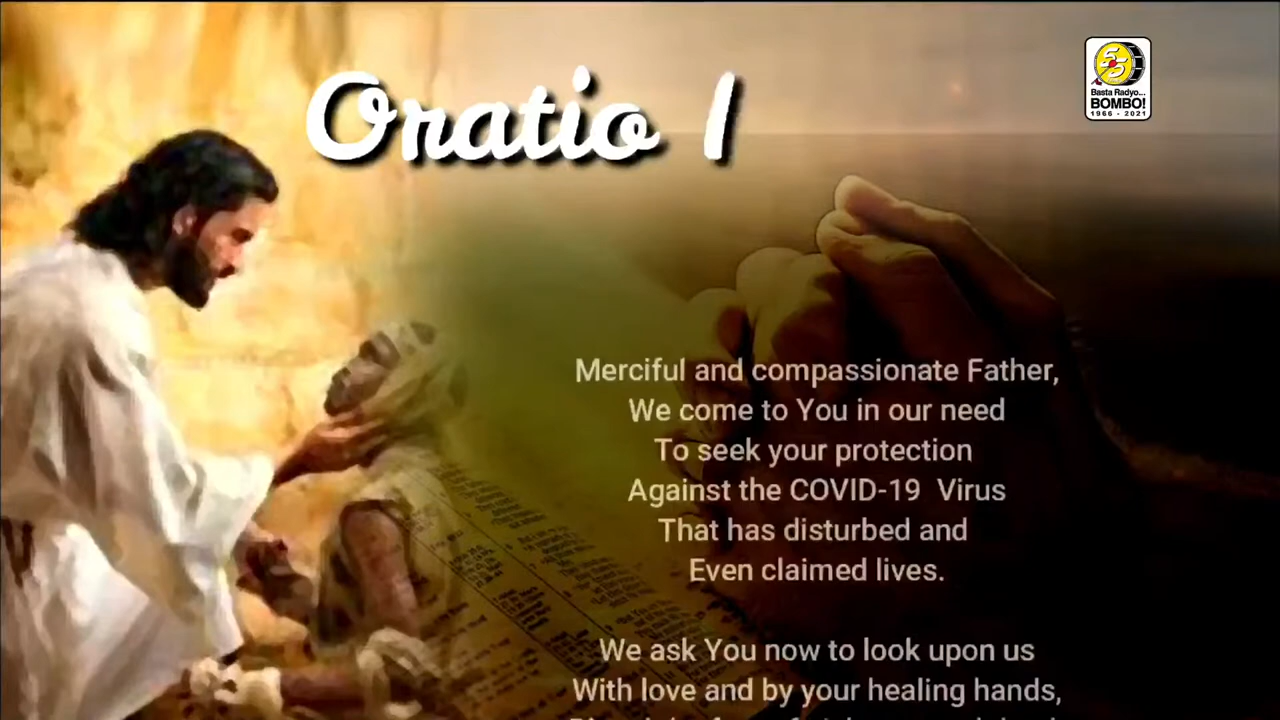 Oratio 1
55
Basta Radyo...
BOMBO!
1966 - 2021
Merciful and compassionate Father,
We come to You in our need
To seek your protection
Against the COVID-19 Virus
That has disturbed and
Even claimed lives.
We ask You now to look upon us
With love and by your healing hands,